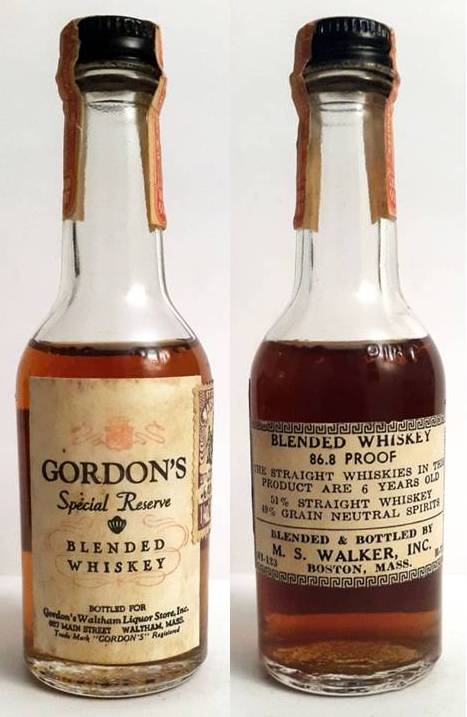 GORDON'S
Special Reserve
BLENDED
WHISKEY
BOTTLED FOR
Gordon's Waltham Liquor Store, Inc.
867 MAIN STREET WALTHAM, MASS.
Trade Mark "GORDON'S" Registered
BLENDED WHISKEY
86.8 PROOF
THE STRAIGHT WHISKIES IN THIS
PRODUCT ARE 6 YEARS OLD
51% STRAIGHT WHISKEY
49% GRAIN NEUTRAL SPIRITS
BLENDED & BOTTLED BY
M. S. WALKER, INC.
BOSTON, MASS.